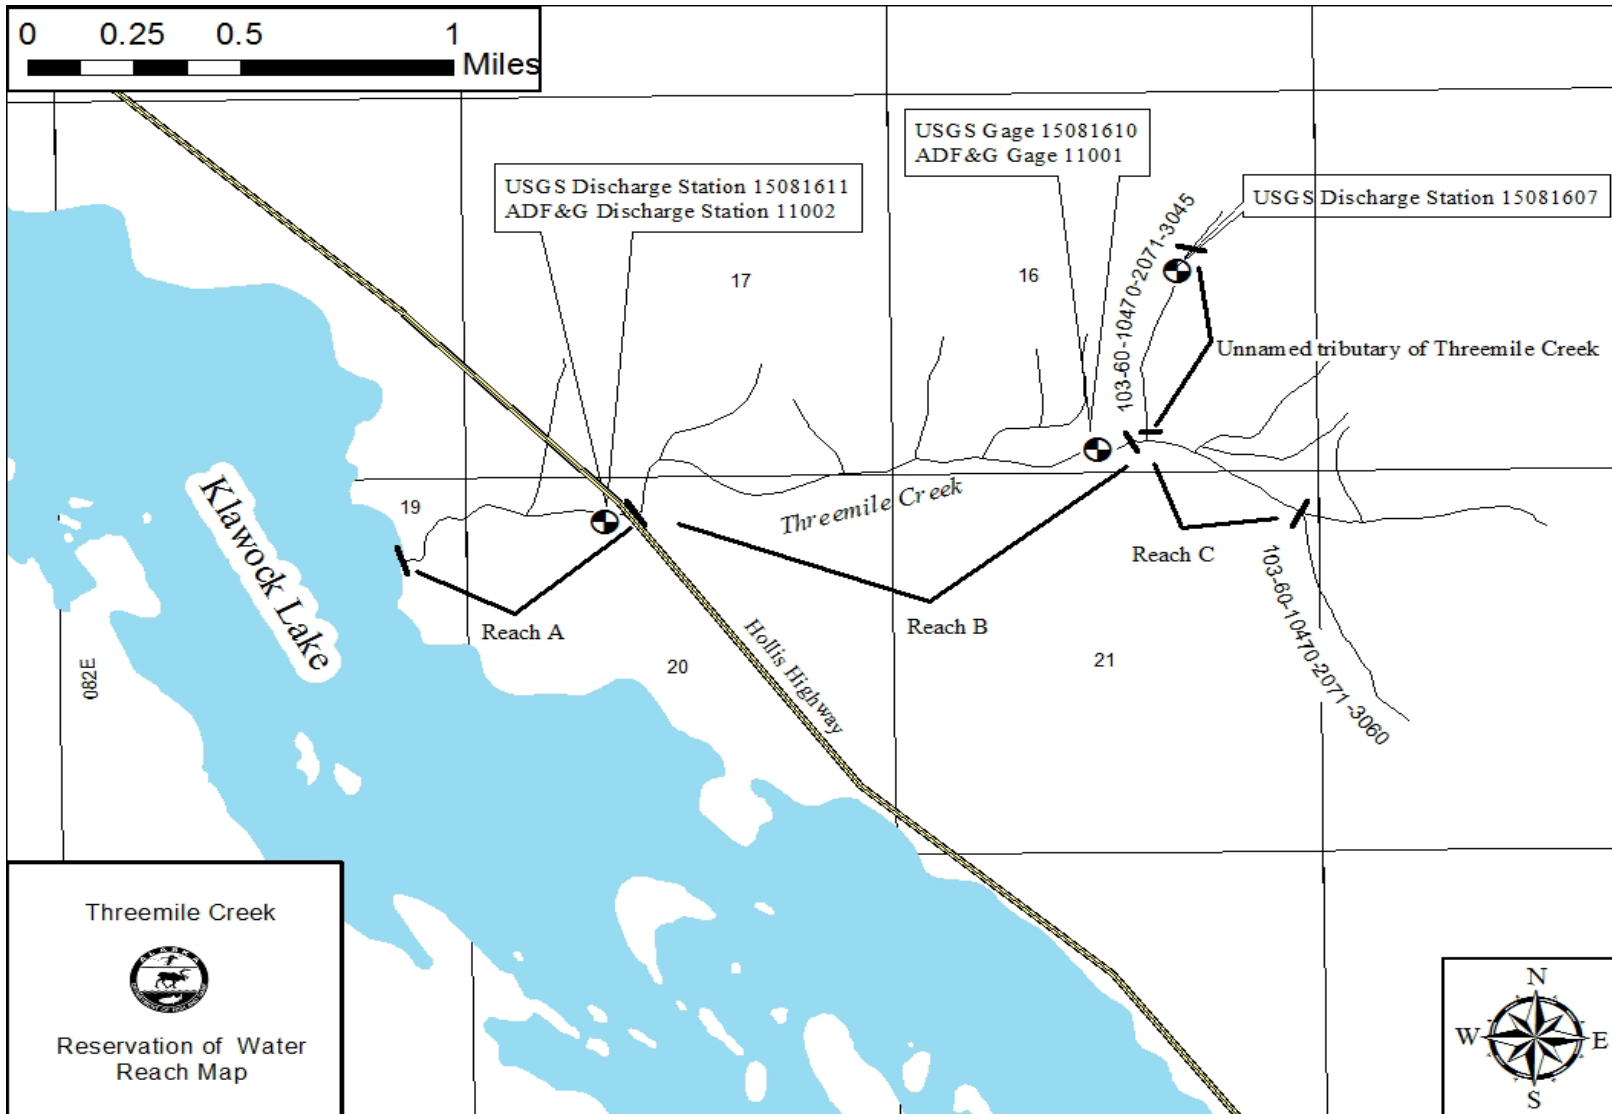 0 0.25 0.5 1
Miles
USGS Gage 15081610
ADF&G Gage 11001
USGS Discharge Station 15081611
ADF&G Discharge Station 11002
USGS Discharge Station 15081607
103-60-10470-2071-3045
17
16
Unnamed tributary of Threemile Creek
Threemile Creek
19
Klawock Lake
Reach A
Reach B
Reach C
103-60-10470-2071-3060
Hollis Highway
082E
20
21
Threemile Creek
ALASKA
Reservation of Water
Reach Map
N
W E
S